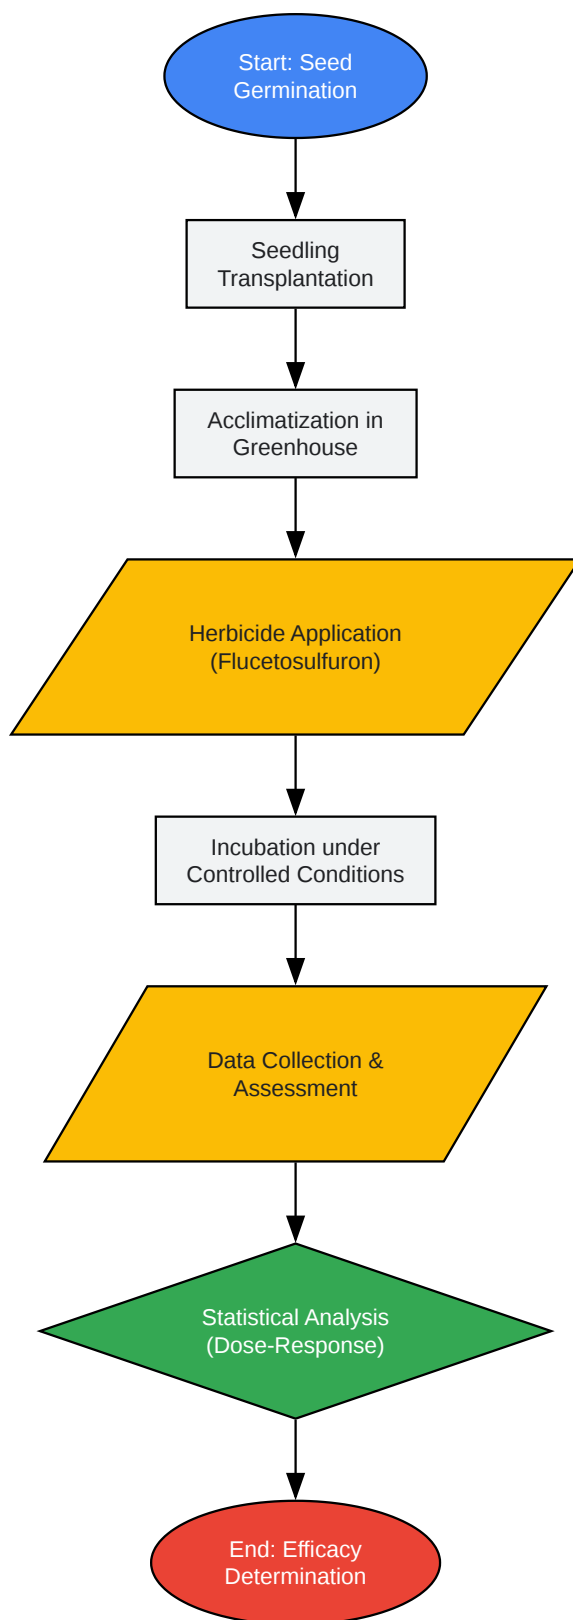 Start: Seed
Germination
Seedling
Transplantation
Acclimatization in
Greenhouse
Herbicide Application
(Flucetosulfuron)
Incubation under
Controlled Conditions
Data Collection &
Assessment
Statistical Analysis
(Dose-Response)
End: Efficacy
Determination